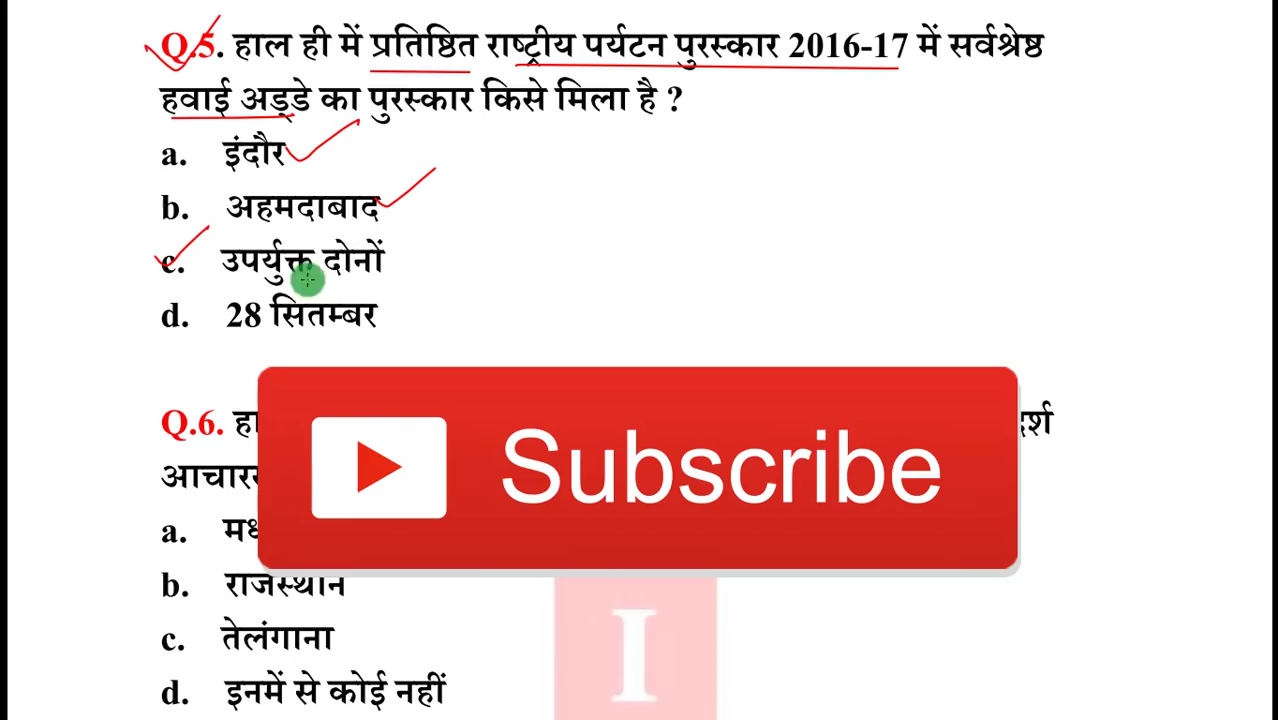 Q.5. हाल ही में प्रतिष्ठित राष्ट्रीय पर्यटन पुरस्कार 2016-17 में सर्वश्रेष्ठ
हवाई अड्डे का पुरस्कार किसे मिला है ?
a. इंदौर
b. अहमदाबाद
c. उपर्युक्त दोनों
d. 28 सितम्बर
Q.6.
Subscribe
b. राजस्थान
c. तेलंगाना
d. इनमें से कोई नहीं
I